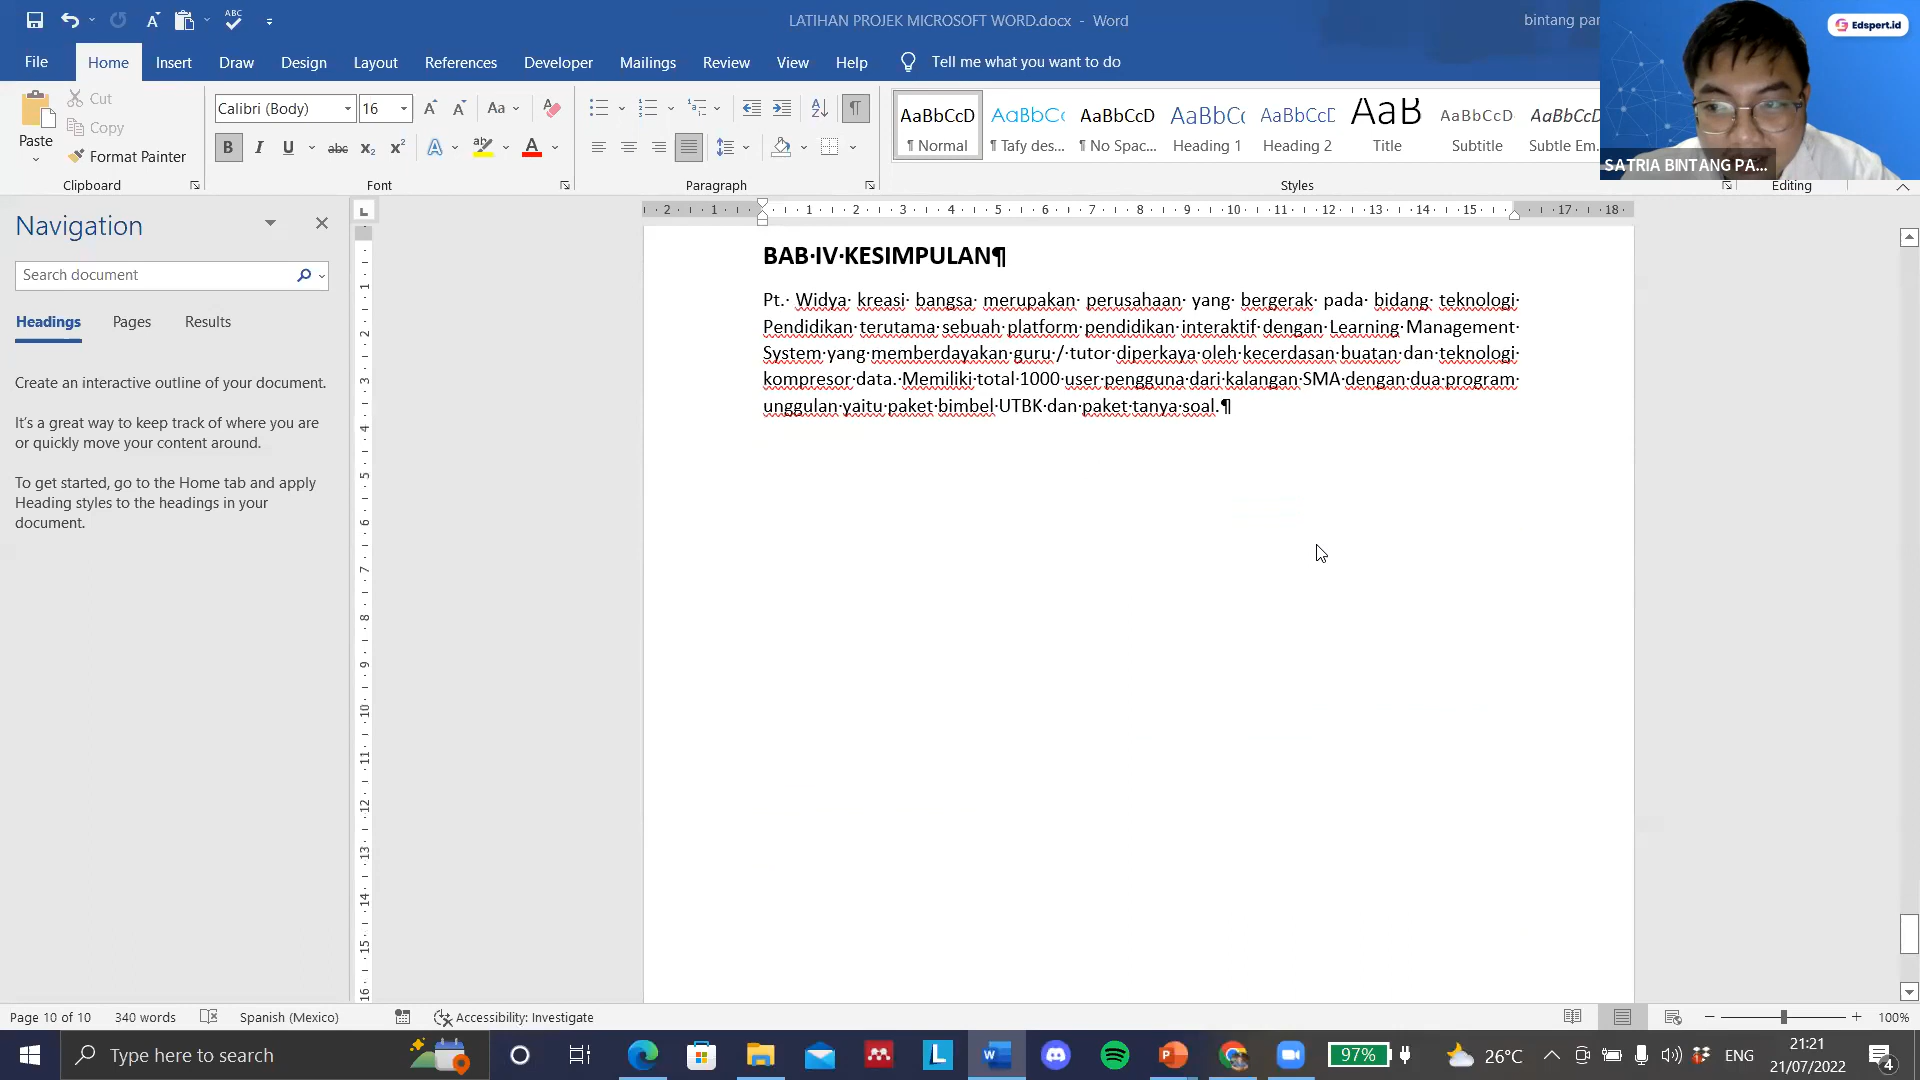 LATIHAN PROJEK MICROSOFT WORD.docx - Word
bintang par
Edspert.id
File Home Insert Draw Design Layout References Developer Mailings Review View Help Tell me what you want to do
Paste
Cut
Copy
Format Painter
Clipboard
Calibri (Body) 16
Font
Paragraph
AaBbCcD AaBbCc AaBbCcD AaBbCc AaBbCcD AaB AaBbCcD AaBbCcD
¶ Normal ¶ Tafy des... ¶ No Spac... Heading 1 Heading 2 Title Subtitle Subtle Em...
Styles
Editing
SATRIA BINTANG PA...
Navigation
Search document
Headings Pages Results
Create an interactive outline of your document.
It's a great way to keep track of where you are
or quickly move your content around.
To get started, go to the Home tab and apply
Heading styles to the headings in your
document.
BAB·IV·KESIMPULAN¶
Pt.· Widya· kreasi· bangsa· merupakan· perusahaan· yang· bergerak· pada· bidang· teknologi·
Pendidikan·terutama·sebuah·platform·pendidikan·interaktif·dengan·Learning·Management·
System·yang·memberdayakan·guru·/·tutor·diperkaya·oleh·kecerdasan·buatan·dan·teknologi·
kompresor·data.·Memiliki·total·1000·user·pengguna·dari·kalangan·SMA·dengan·dua·program·
unggulan·yaitu·paket·bimbel·UTBK·dan·paket·tanya·soal.¶
Page 10 of 10 340 words Spanish (Mexico) Accessibility: Investigate 100%
Type here to search
97%
26°C
ENG
21:21
21/07/2022
4